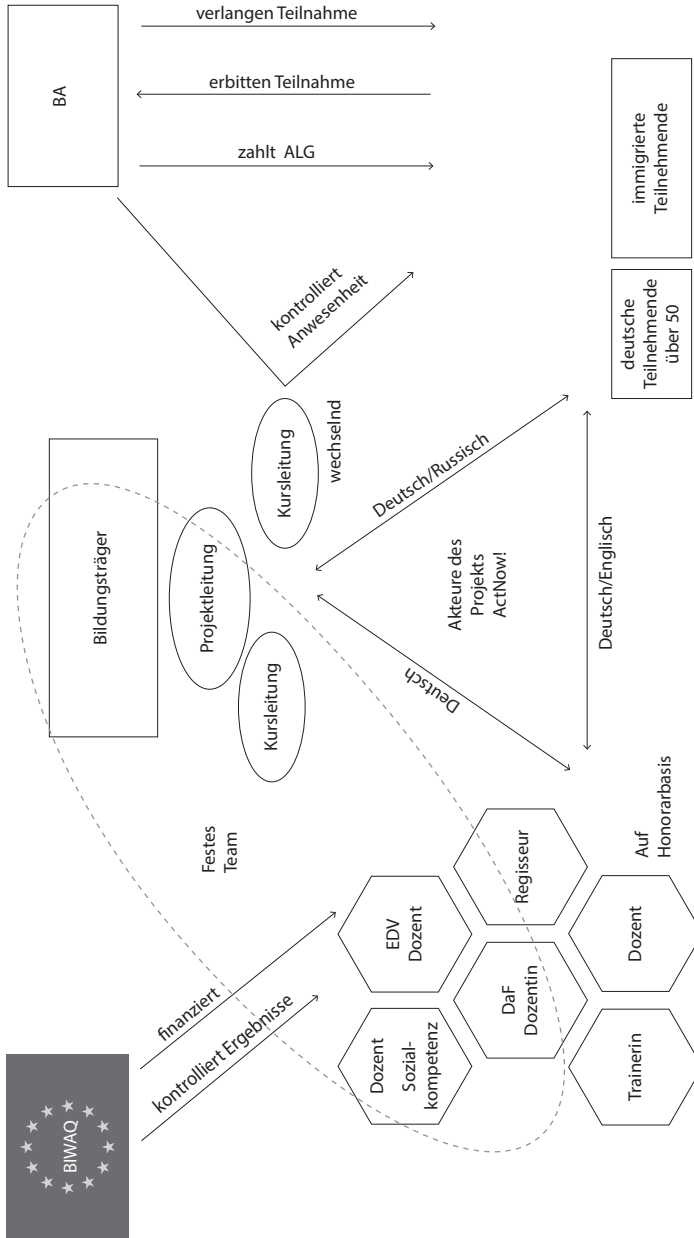 BIWAQ
finanziert
kontrolliert Ergebnisse
Bildungsträger
Projektleitung
Kursleitung
Kursleitung
wechselnd
Festes
Team
BA
verlangen Teilnahme
erbitten Teilnahme
zahlt ALG
kontrolliert
Anwesenheit
Dozent
Sozial-
kompetenz
EDV
Dozent
DaF
Dozentin
Regisseur
Trainerin
Dozent
Auf
Honorarbasis
Deutsch
Akteure des
Projekts
ActNow!
Deutsch/Russisch
Deutsch/Englisch
deutsche
Teilnehmende
über 50
immigrierte
Teilnehmende